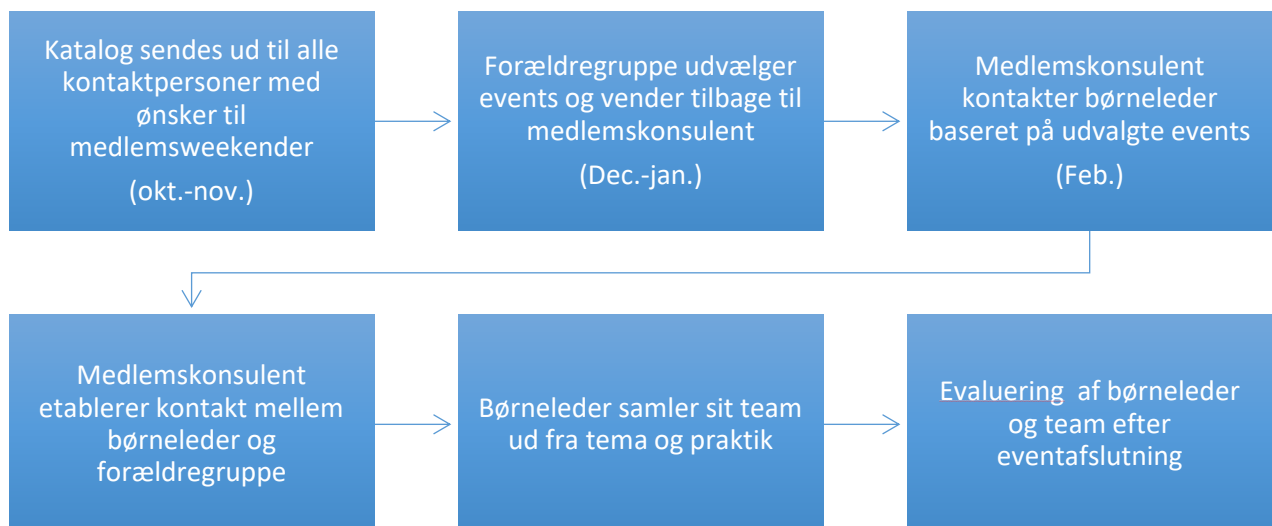 Katalog sendes ud til alle
kontaktpersoner med
ønsker til
medlemsweekender
(okt.-nov.)
Forældregruppe udvælger
events og vender tilbage til
medlemskonsulent
(Dec.-jan.)
Medlemskonsulent
kontakter børneleder
baseret på udvalgte events
(Feb.)
Medlemskonsulent
etablerer kontakt mellem
børneleder og
forældregruppe
Børneleder samler sit team
ud fra tema og praktik
Evaluering  af børneleder
og team efter
eventafslutning